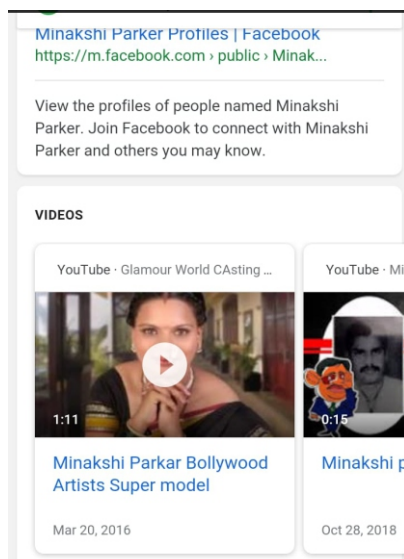 Minakshi Parker Profiles | Facebook
https://m.facebook.com › public › Minak...
View the profiles of people named Minakshi
Parker. Join Facebook to connect with Minakshi
Parker and others you may know.
VIDEOS
YouTube · Glamour World CAsting ...
YouTube · Mi
1:11
0:15
Minakshi Parkar Bollywood
Artists Super model
Minakshi p
Mar 20, 2016
Oct 28, 2018